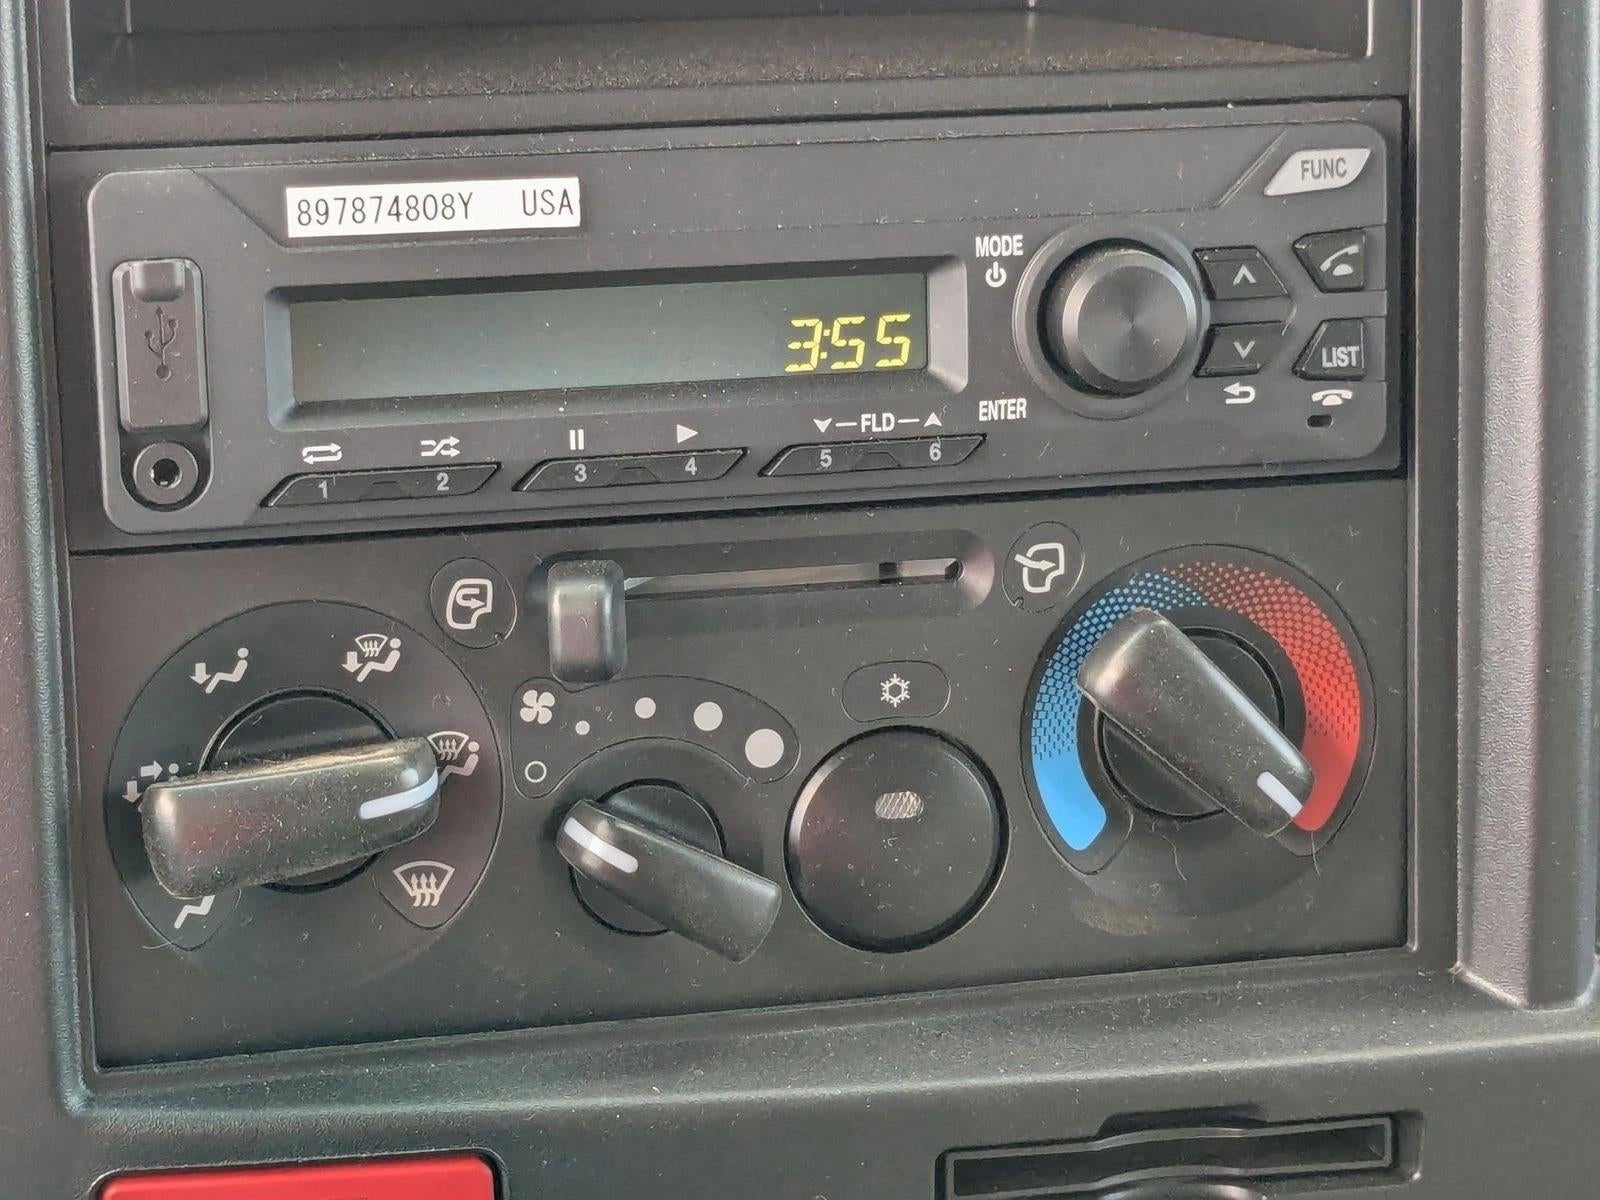 FUNC
897874808Y USA
MODE
3:55
LIST
ENTER
FLD
1 2 3 4 5 6